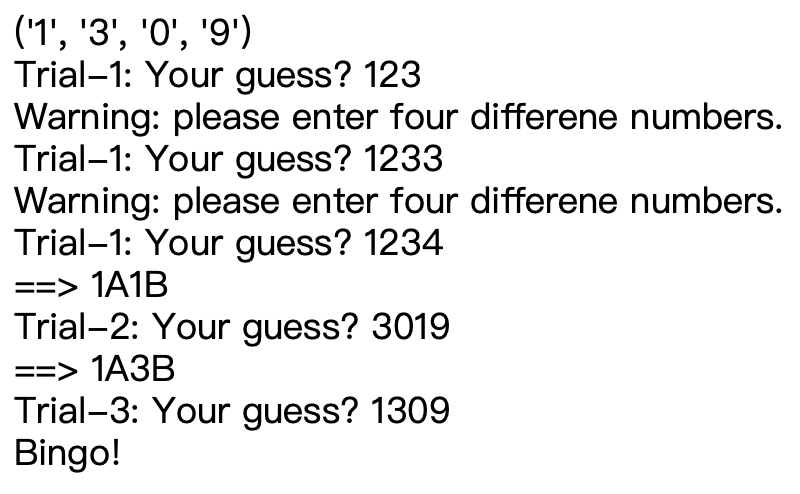 ('1', '3', '0', '9')
Trial–1: Your guess? 123
Warning: please enter four differene numbers.
Trial–1: Your guess? 1233
Warning: please enter four differene numbers.
Trial–1: Your guess? 1234
==> 1A1B
Trial–2: Your guess? 3019
==> 1A3B
Trial–3: Your guess? 1309
Bingo!